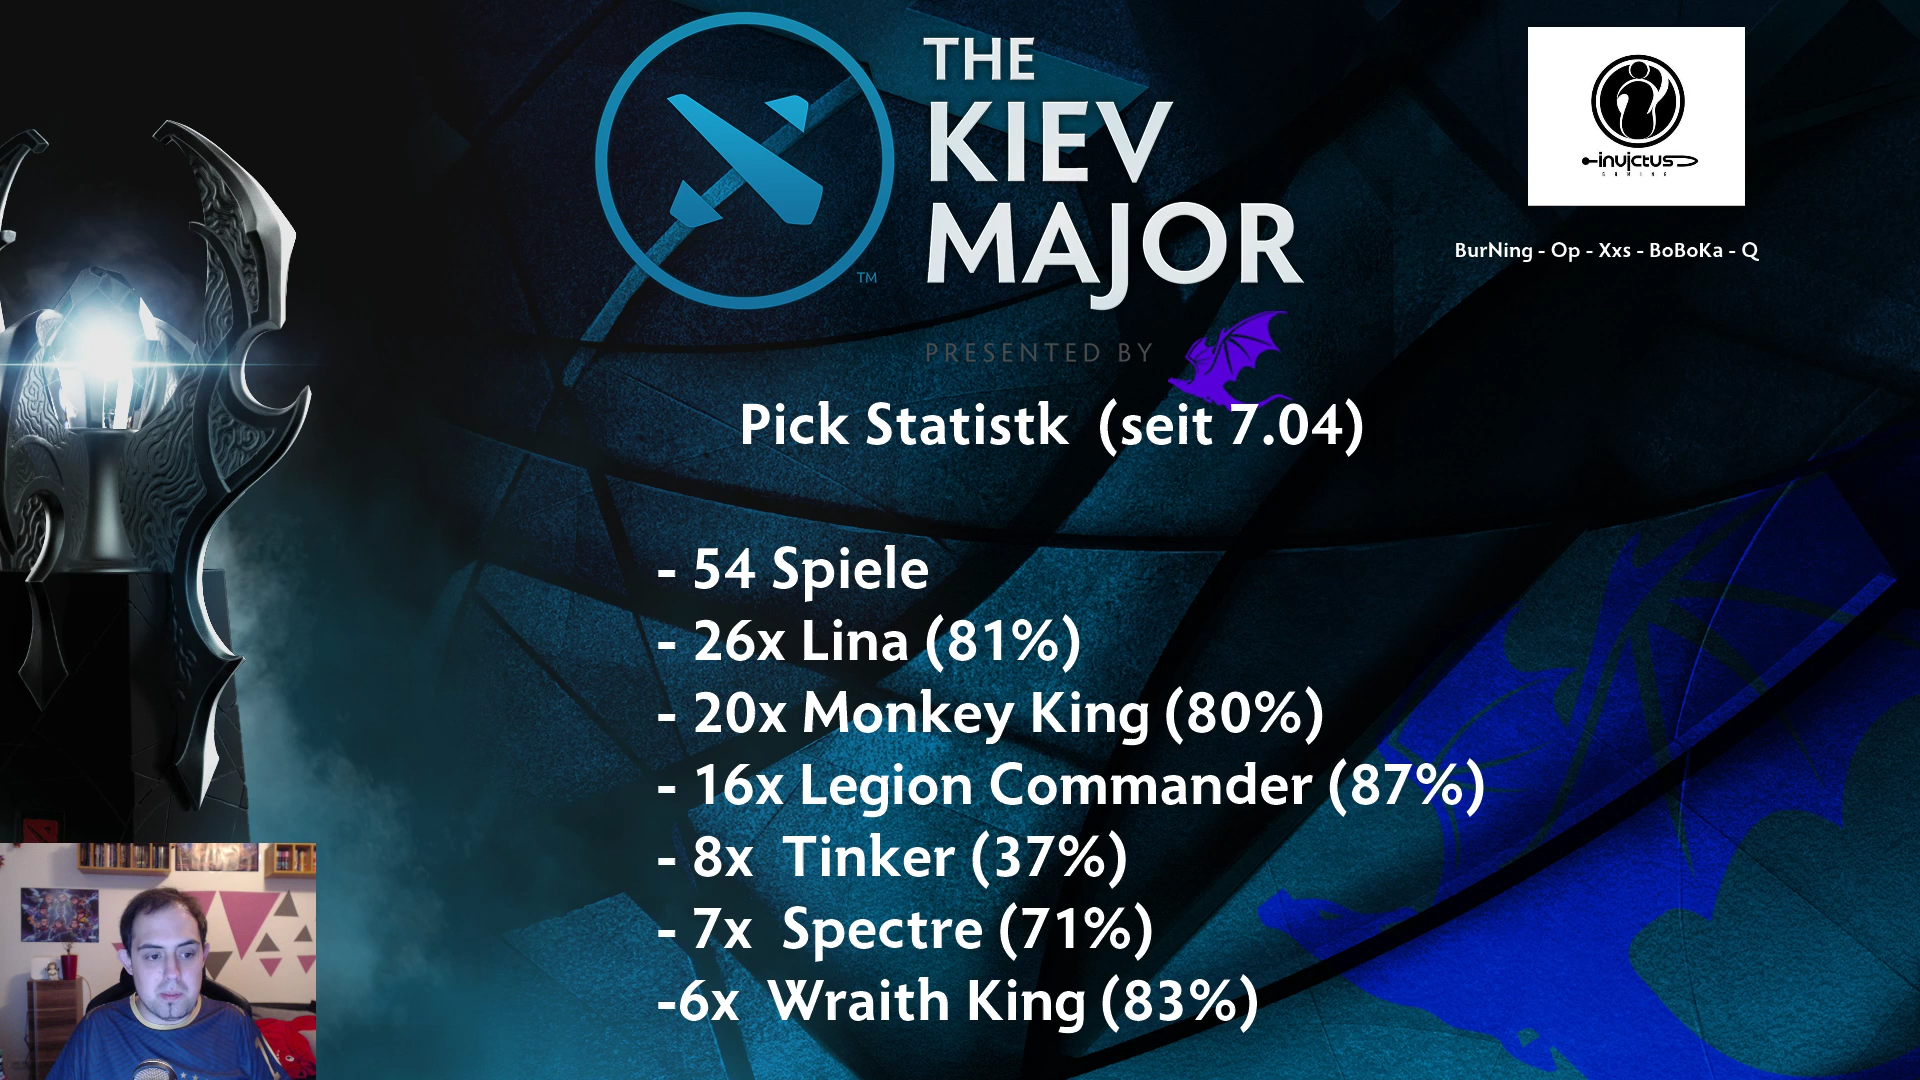 THE
KIEV
MAJOR
TM
PRESENTED BY
invictus
GAMING
BurNing - Op - Xxs - BoBoKa - Q
Pick Statistk (seit 7.04)
- 54 Spiele
- 26x Lina (81%)
- 20x Monkey King (80%)
- 16x Legion Commander (87%)
- 8x Tinker (37%)
- 7x Spectre (71%)
-6x Wraith King (83%)